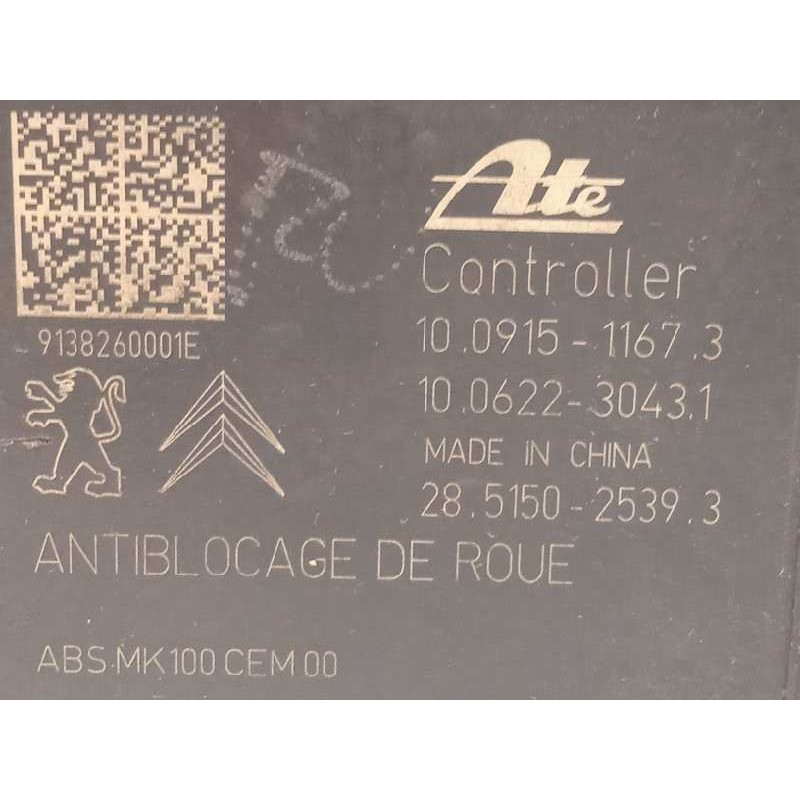 Ate
Controller
9138260001E
10.0915-1167.3
10.0622-3043.1
MADE IN CHINA
28.5150-2539.3
ANTIBLOCAGE DE ROUE
ABS.MK100 CEM 00